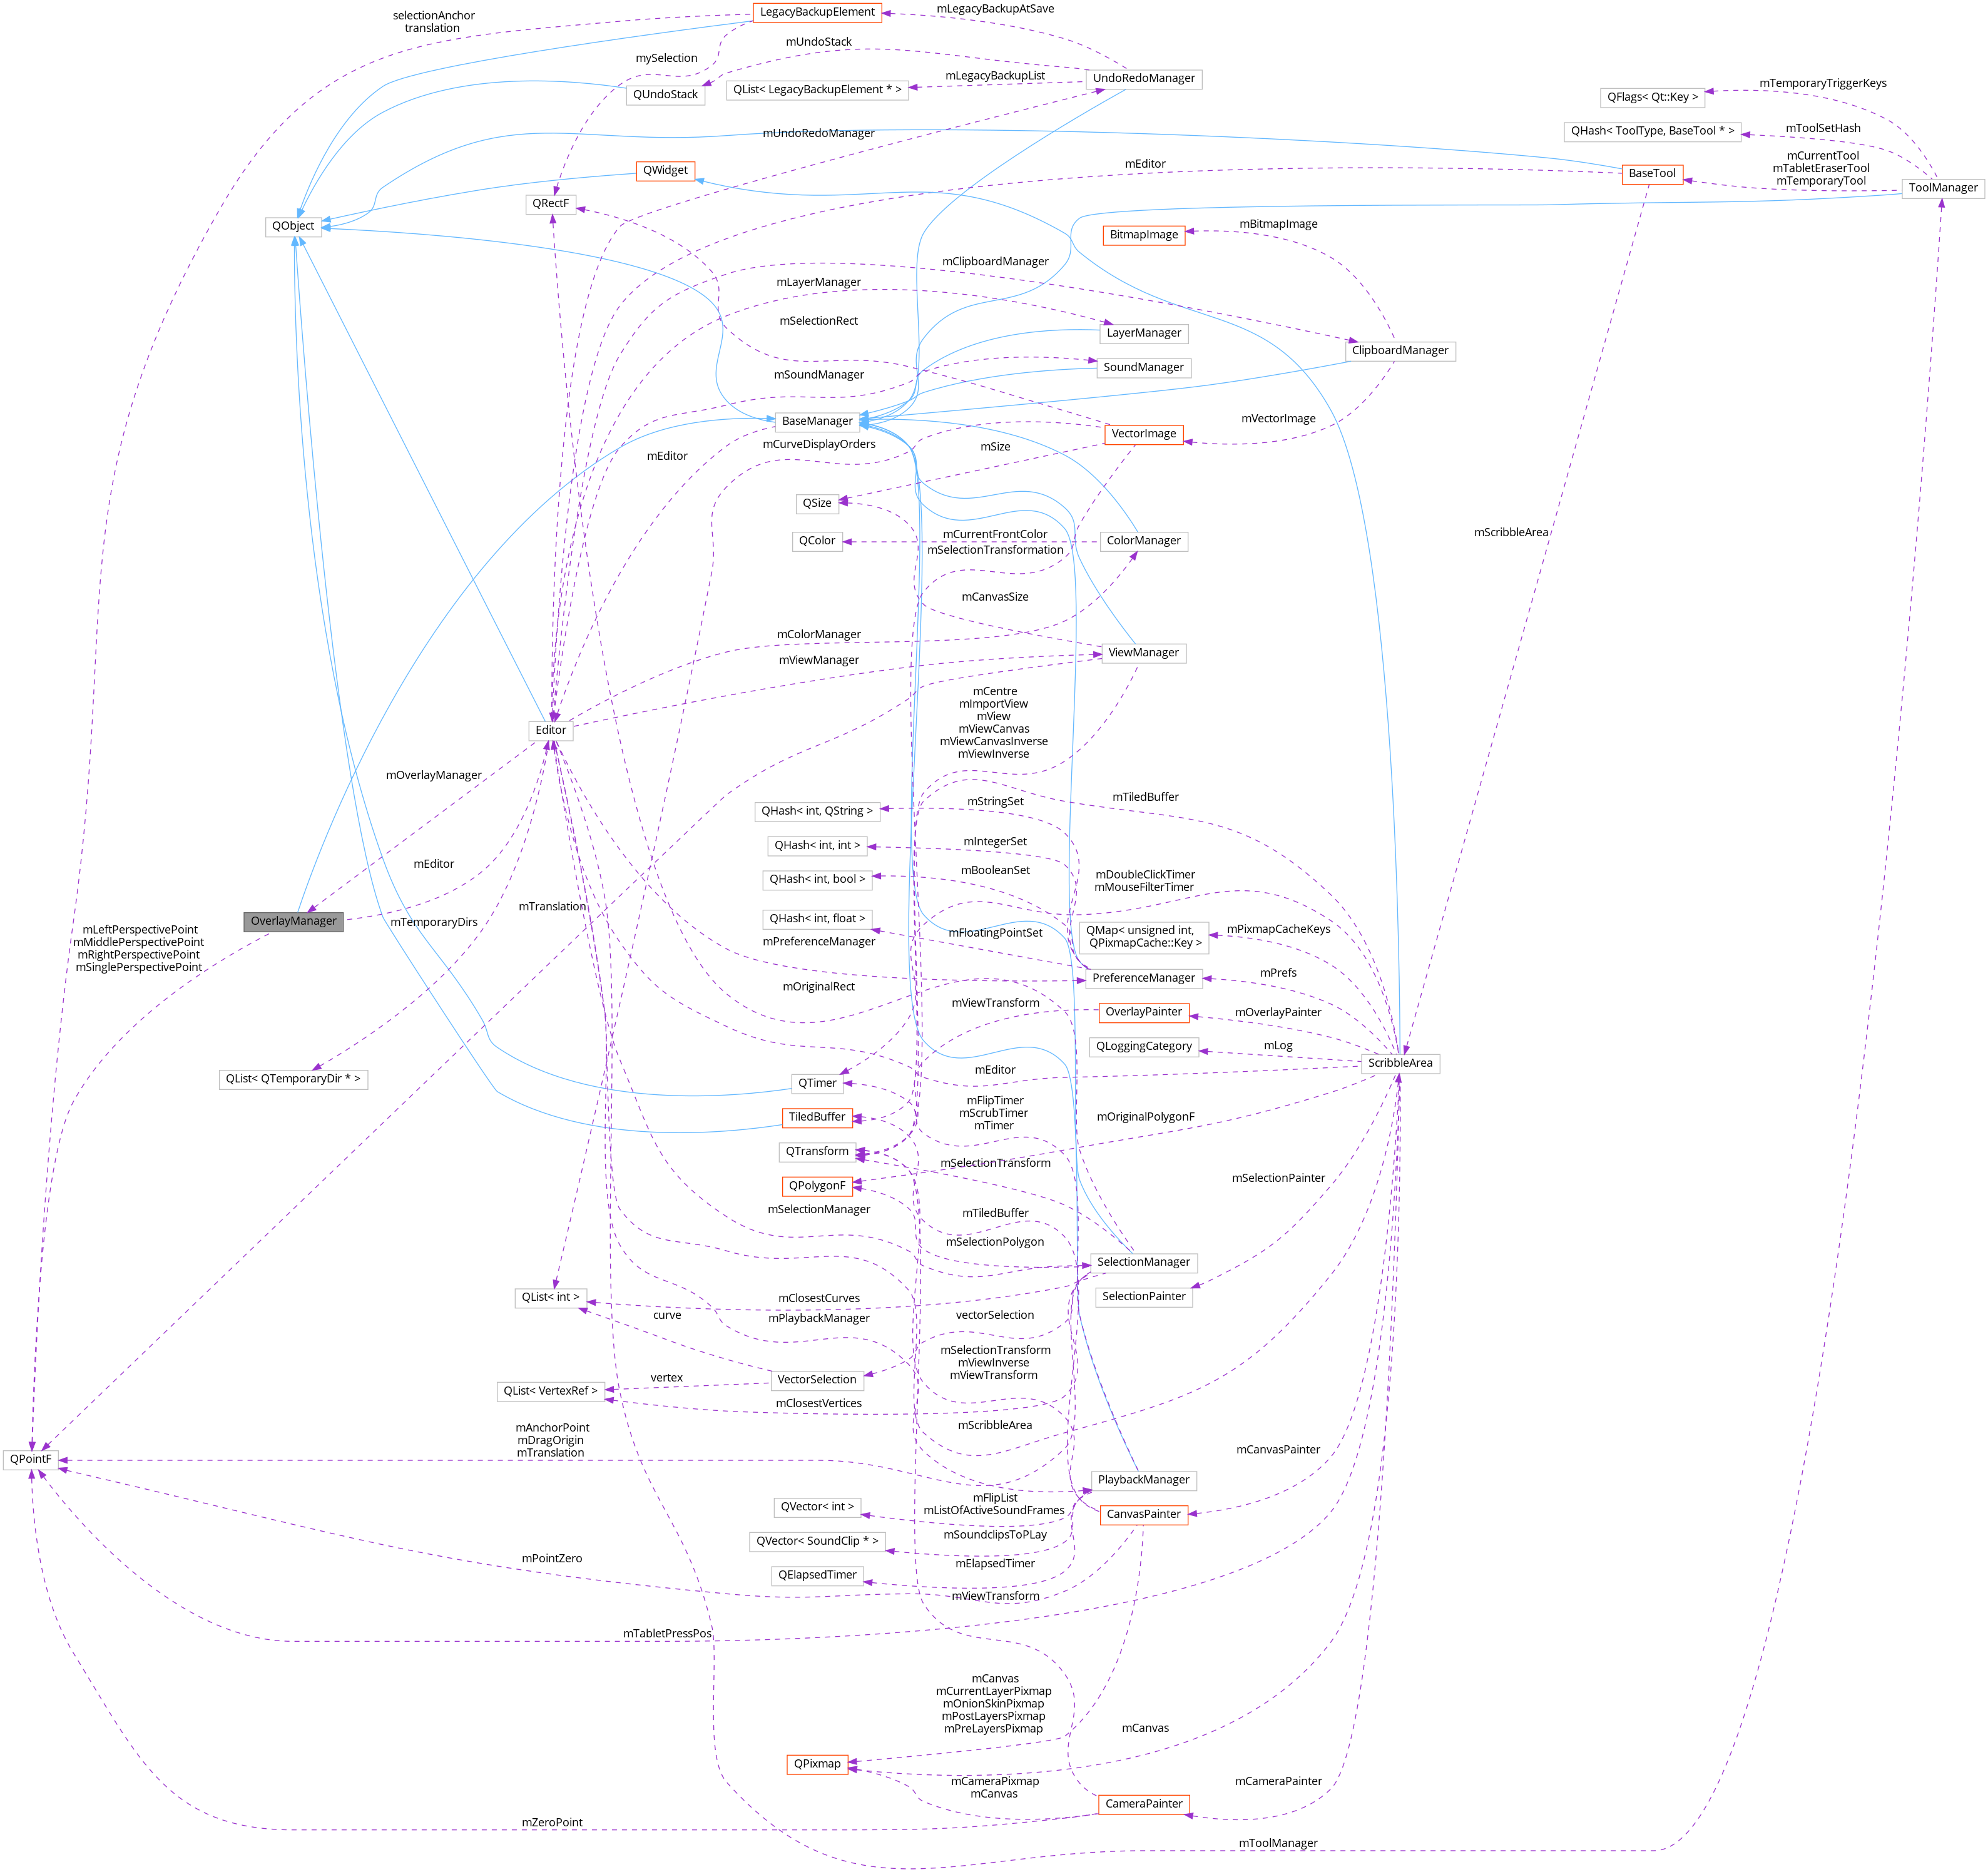 selectionAnchor
translation
LegacyBackupElement
mLegacyBackupAtSave
mUndoStack
mySelection
mLegacyBackupList
UndoRedoManager
QList< LegacyBackupElement * >
QUndoStack
mTemporaryTriggerKeys
QFlags< Qt::Key >
mToolSetHash
QHash< ToolType, BaseTool * >
mUndoRedoManager
mEditor
mCurrentTool
mTabletEraserTool
mTemporaryTool
QWidget
BaseTool
ToolManager
QRectF
QObject
BitmapImage
mBitmapImage
mClipboardManager
mLayerManager
mSelectionRect
LayerManager
ClipboardManager
SoundManager
mSoundManager
BaseManager
mVectorImage
VectorImage
mCurveDisplayOrders
mEditor
mSize
QSize
mScribbleArea
mCurrentFrontColor
QColor
ColorManager
mSelectionTransformation
mCanvasSize
mColorManager
mViewManager
ViewManager
mCentre
mImportView
mView
mViewCanvas
mViewCanvasInverse
mViewInverse
Editor
mOverlayManager
mTiledBuffer
mStringSet
QHash< int, QString >
mIntegerSet
QHash< int, int >
mEditor
mBooleanSet
QHash< int, bool >
mDoubleClickTimer
mMouseFilterTimer
mTranslation
OverlayManager
mTemporaryDirs
QHash< int, float >
mFloatingPointSet
QMap< unsigned int,
QPixmapCache::Key >
mPixmapCacheKeys
mLeftPerspectivePoint
mMiddlePerspectivePoint
mRightPerspectivePoint
mSinglePerspectivePoint
mPreferenceManager
PreferenceManager
mPrefs
mOriginalRect
mViewTransform
OverlayPainter
mOverlayPainter
QLoggingCategory
mLog
ScribbleArea
QList< QTemporaryDir * >
mEditor
QTimer
mFlipTimer
mScrubTimer
mTimer
TiledBuffer
mOriginalPolygonF
QTransform
mSelectionTransform
mSelectionPainter
QPolygonF
mSelectionManager
mTiledBuffer
mSelectionPolygon
SelectionManager
QList< int >
mClosestCurves
SelectionPainter
curve
mPlaybackManager
vectorSelection
mSelectionTransform
mViewInverse
mViewTransform
vertex
VectorSelection
QList< VertexRef >
mClosestVertices
mAnchorPoint
mDragOrigin
mTranslation
mScribbleArea
mCanvasPainter
QPointF
PlaybackManager
mFlipList
mListOfActiveSoundFrames
QVector< int >
CanvasPainter
mSoundclipsToPLay
QVector< SoundClip * >
mPointZero
mElapsedTimer
QElapsedTimer
mViewTransform
mTabletPressPos
mCanvas
mCurrentLayerPixmap
mOnionSkinPixmap
mPostLayersPixmap
mPreLayersPixmap
mCanvas
QPixmap
mCameraPixmap
mCanvas
mCameraPainter
CameraPainter
mZeroPoint
mToolManager